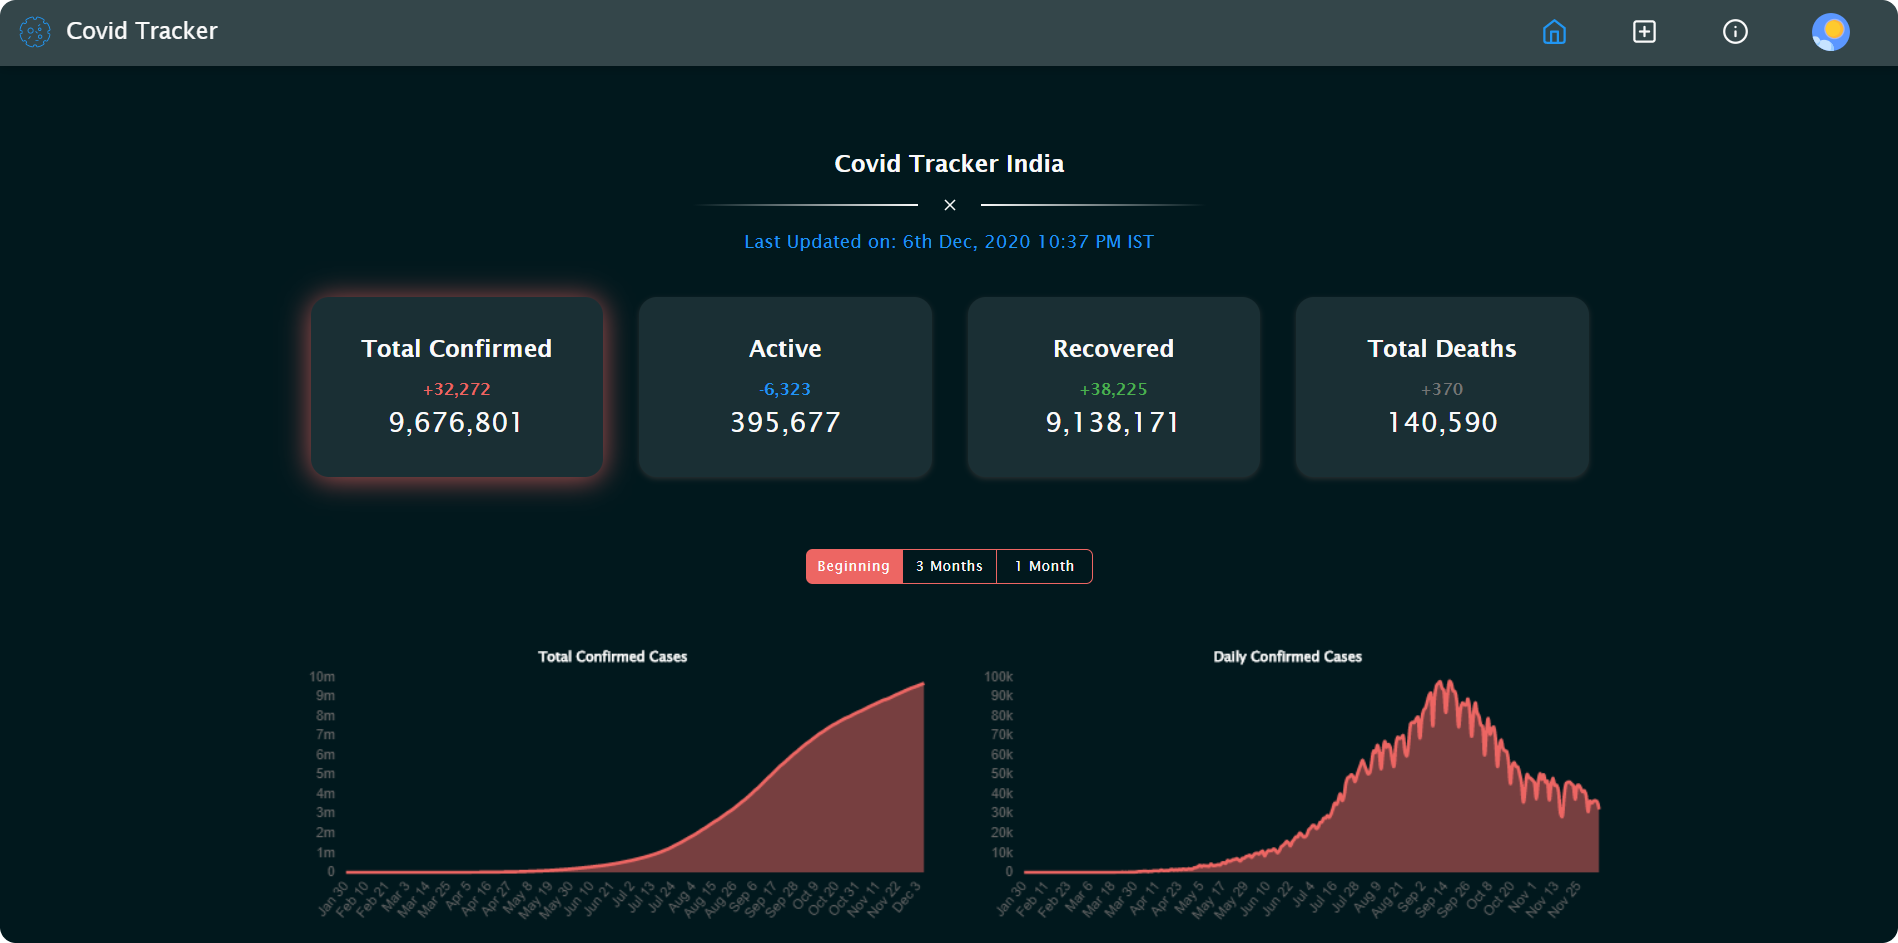 Covid Tracker
Covid Tracker India
Last Updated on: 6th Dec, 2020 10:37 PM IST
Total Confirmed
+32,272
9,676,801
Active
-6,323
395,677
Recovered
+38,225
9,138,171
Total Deaths
+370
140,590
Beginning
3 Months
1 Month
Total Confirmed Cases
10m
9m
8m
7m
6m
5m
4m
3m
2m
1m
0
Jan 30
Feb 10
Feb 21
Mar 3
Mar 14
Mar 25
Apr 5
Apr 16
Apr 27
May 8
May 19
May 30
Jun 10
Jun 21
Jul 2
Jul 13
Jul 24
Aug 4
Aug 15
Aug 26
Sep 6
Sep 17
Sep 28
Oct 9
Oct 20
Oct 31
Nov 11
Nov 22
Dec 3
Daily Confirmed Cases
100k
90k
80k
70k
60k
50k
40k
30k
20k
10k
0
Jan 30
Feb 11
Feb 23
Mar 6
Mar 18
Mar 30
Apr 11
Apr 23
May 5
May 17
May 29
Jun 10
Jun 22
Jul 4
Jul 16
Jul 28
Aug 9
Aug 21
Sep 2
Sep 14
Sep 26
Oct 8
Oct 20
Nov 1
Nov 13
Nov 25